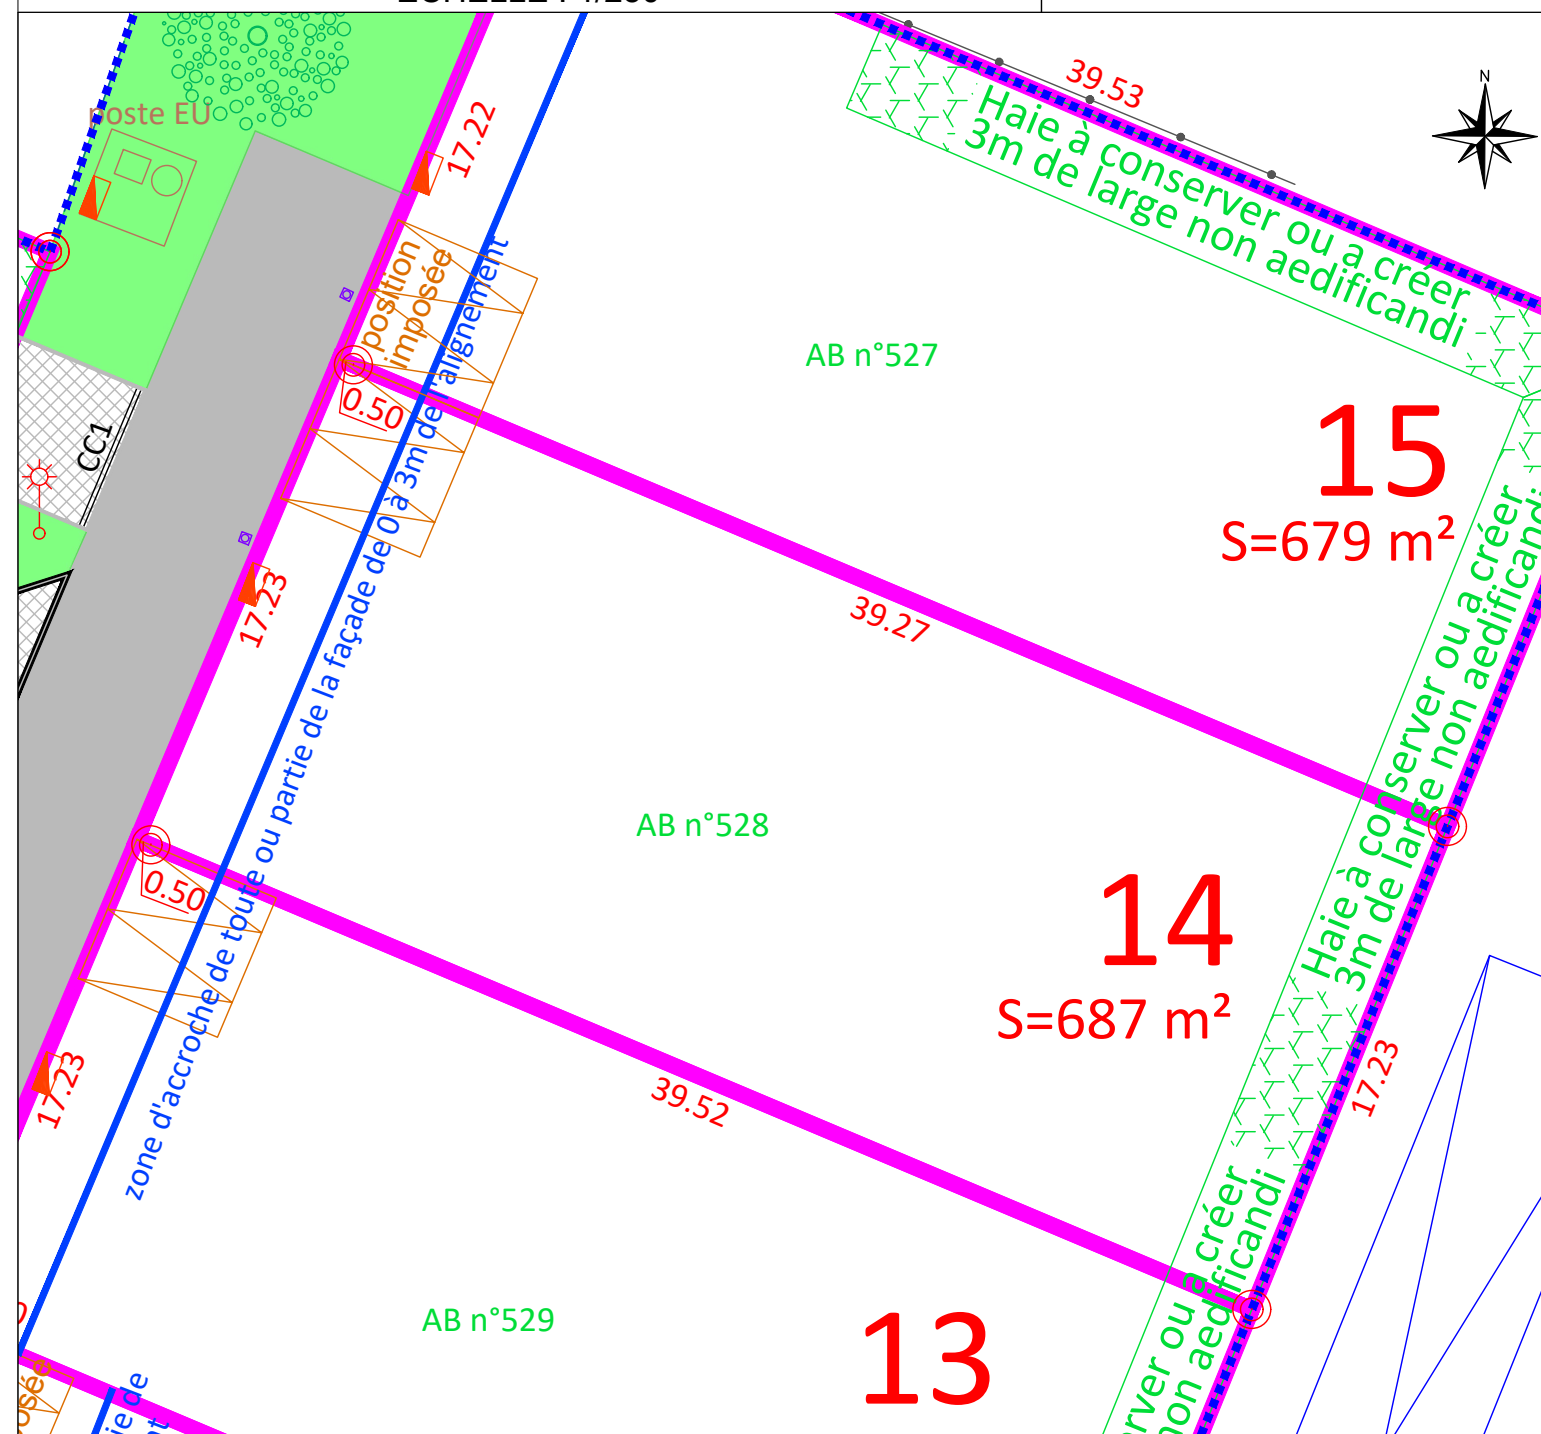 N
39.53
Haie à conserver ou a créer
3m de large non aedificandi
poste EU
17.22
position
imposée
AB n°527
0.50
15
S=679 m²
CC1
17.23
39.27
zone d'accroche de toute ou partie de la façade de 0 à 3m de l'alignement
Haie à conserver ou a créer
3m de large non aedificandi
AB n°528
0.50
14
S=687 m²
17.23
39.52
17.23
AB n°529
13